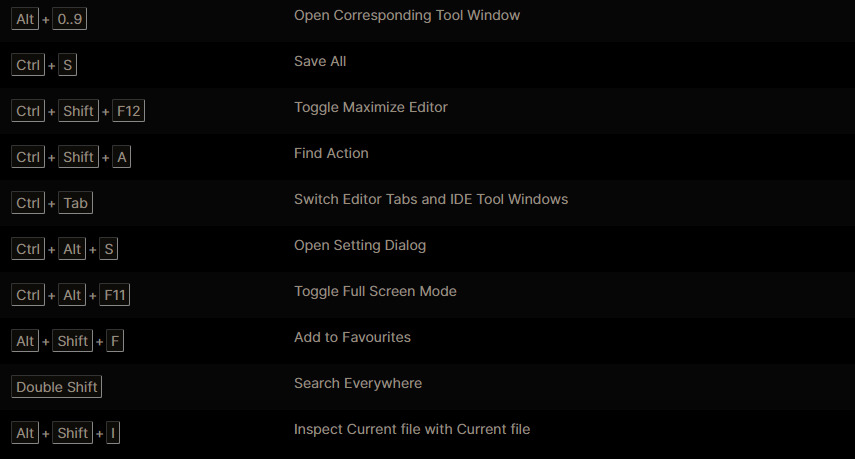 Alt + 0..9 Open Corresponding Tool Window
Ctrl + S Save All
Ctrl + Shift + F12 Toggle Maximize Editor
Ctrl + Shift + A Find Action
Ctrl + Tab Switch Editor Tabs and IDE Tool Windows
Ctrl + Alt + S Open Setting Dialog
Ctrl + Alt + F11 Toggle Full Screen Mode
Alt + Shift + F Add to Favourites
Double Shift Search Everywhere
Alt + Shift + I Inspect Current file with Current file